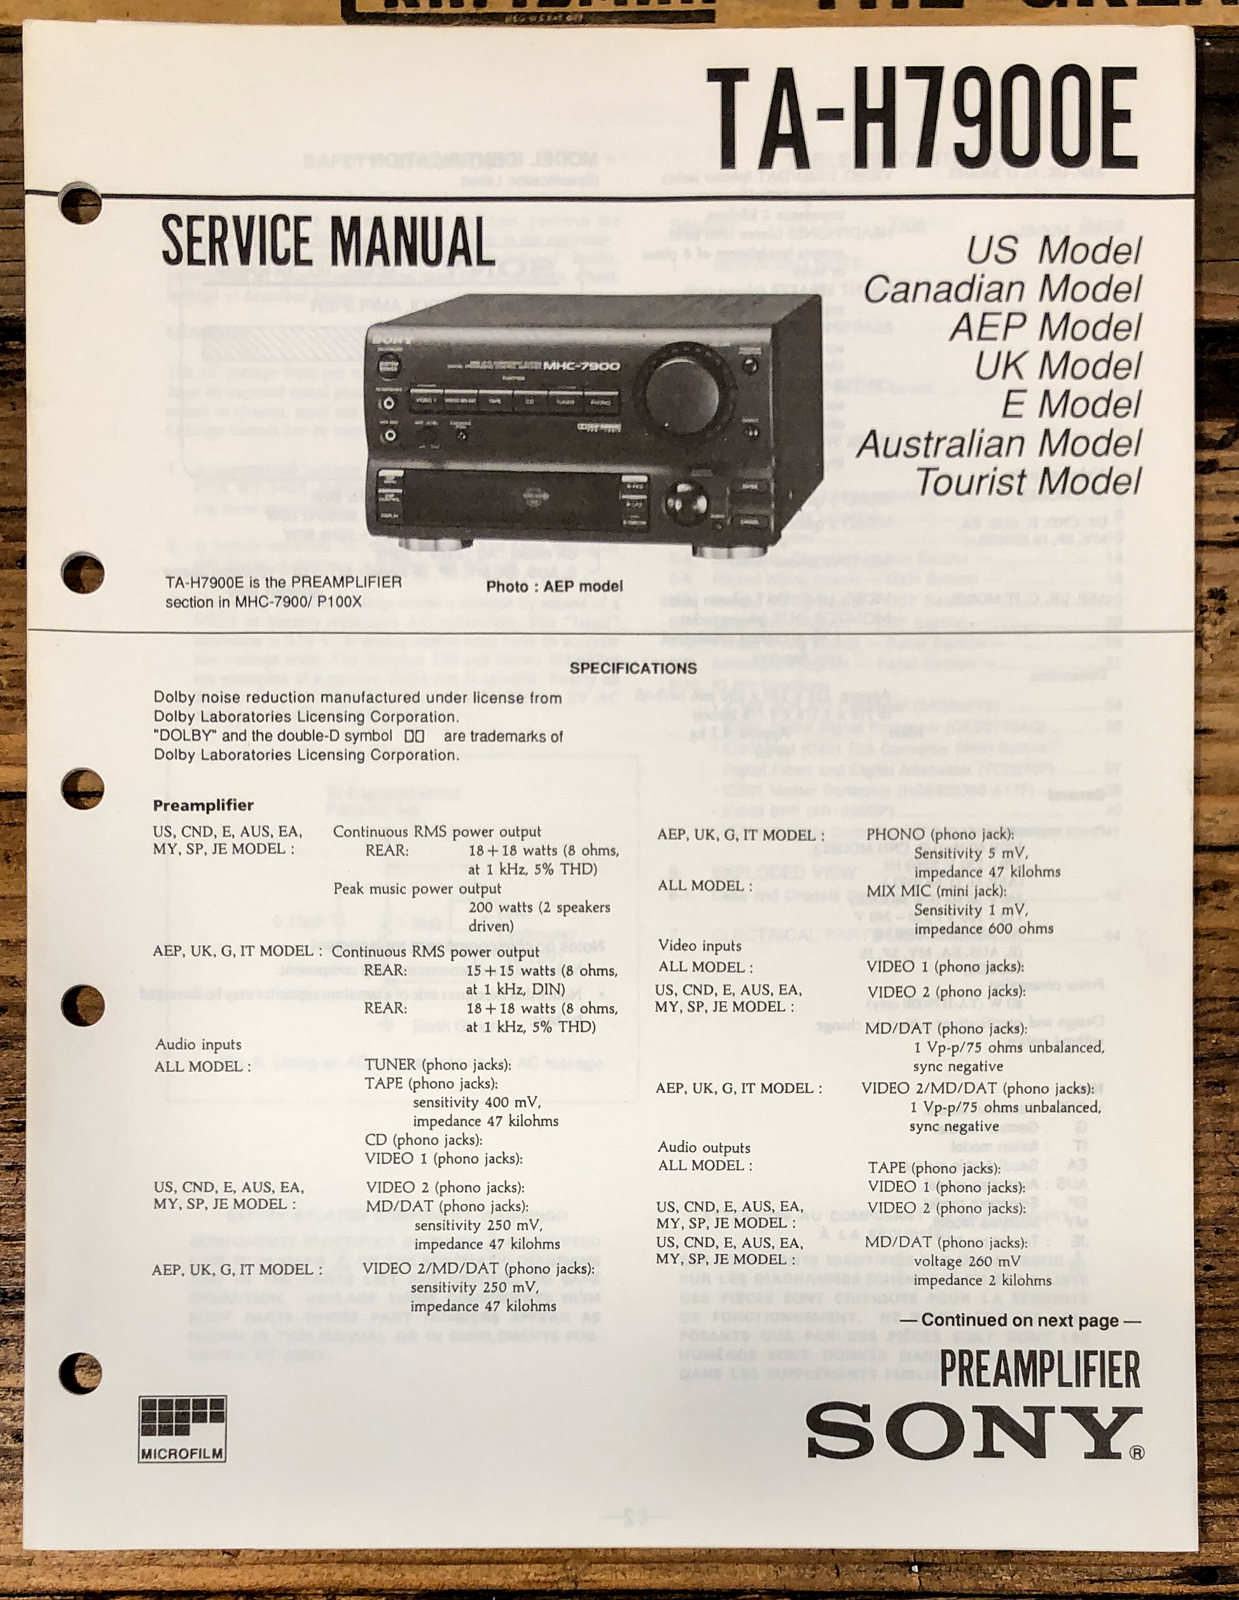 TA-H7900E
SERVICE MANUAL
US Model
Canadian Model
AEP Model
UK Model
E Model
Australian Model
Tourist Model
SONY
MHC-7900
VIDEO 1
TAPE
CD
TUNER
PHONO
TA-H7900E is the PREAMPLIFIER
section in MHC-7900/ P100X
Photo : AEP model
SPECIFICATIONS
Dolby noise reduction manufactured under license from
Dolby Laboratories Licensing Corporation.
"DOLBY" and the double-D symbol are trademarks of
Dolby Laboratories Licensing Corporation.
Preamplifier
US, CND, E, AUS, EA, Continuous RMS power output
MY, SP, JE MODEL : REAR: 18+18 watts (8 ohms,
at 1 kHz, 5% THD)
Peak music power output
200 watts (2 speakers
driven)
AEP, UK, G, IT MODEL : Continuous RMS power output
REAR: 15+15 watts (8 ohms,
at 1 kHz, DIN)
REAR: 18+18 watts (8 ohms,
at 1 kHz, 5% THD)
Audio inputs
ALL MODEL : TUNER (phono jacks):
TAPE (phono jacks):
sensitivity 400 mV,
impedance 47 kilohms
CD (phono jacks):
VIDEO 1 (phono jacks):
US, CND, E, AUS, EA, VIDEO 2 (phono jacks):
MY, SP, JE MODEL : MD/DAT (phono jacks):
sensitivity 250 mV,
impedance 47 kilohms
AEP, UK, G, IT MODEL : VIDEO 2/MD/DAT (phono jacks):
sensitivity 250 mV,
impedance 47 kilohms
AEP, UK, G, IT MODEL : PHONO (phono jack):
Sensitivity 5 mV,
impedance 47 kilohms
ALL MODEL : MIX MIC (mini jack):
Sensitivity 1 mV,
impedance 600 ohms
Video inputs
ALL MODEL : VIDEO 1 (phono jacks):
US, CND, E, AUS, EA, VIDEO 2 (phono jacks):
MY, SP, JE MODEL :
MD/DAT (phono jacks):
1 Vp-p/75 ohms unbalanced,
sync negative
AEP, UK, G, IT MODEL : VIDEO 2/MD/DAT (phono jacks):
1 Vp-p/75 ohms unbalanced,
sync negative
Audio outputs
ALL MODEL : TAPE (phono jacks):
VIDEO 1 (phono jacks):
US, CND, E, AUS, EA, VIDEO 2 (phono jacks):
MY, SP, JE MODEL :
US, CND, E, AUS, EA, MD/DAT (phono jacks):
MY, SP, JE MODEL : voltage 260 mV
impedance 2 kilohms
— Continued on next page —
PREAMPLIFIER
SONY®
MICROFILM